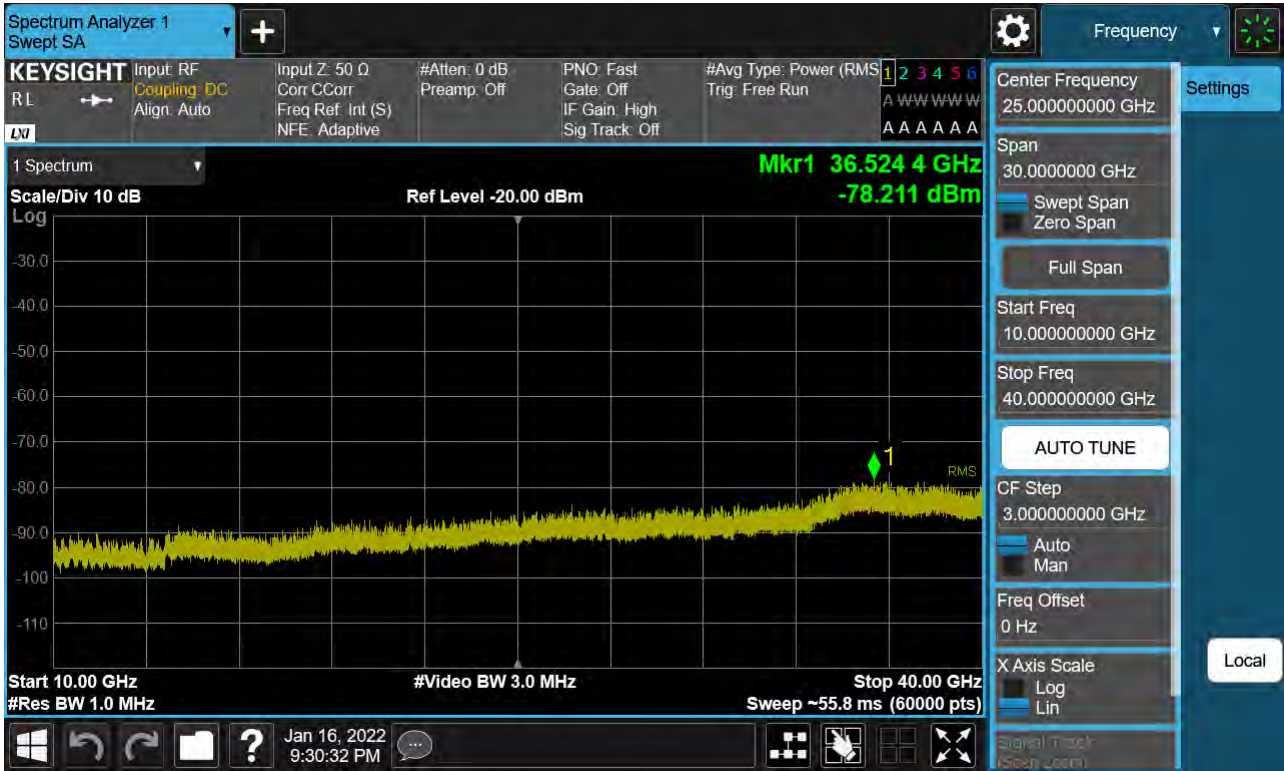 Spectrum Analyzer 1
Swept SA
Frequency
KEYSIGHT
R L
LXI
Input: RF
Coupling: DC
Align: Auto
Input Z: 50 Ω
Corr CCorr
Freq Ref: Int (S)
NFE: Adaptive
#Atten: 0 dB
Preamp: Off
PNO: Fast
Gate: Off
IF Gain: High
Sig Track: Off
#Avg Type: Power (RMS
Trig: Free Run
1 2 3 4 5 6
A W W W W W
A A A A A A
1 Spectrum
Scale/Div 10 dB
Log
Ref Level -20.00 dBm
Mkr1 36.524 4 GHz
-78.211 dBm
-30.0
-40.0
-50.0
-60.0
-70.0
-80.0
-90.0
-100
-110
1
RMS
Start 10.00 GHz
#Res BW 1.0 MHz
#Video BW 3.0 MHz
Stop 40.00 GHz
Sweep ~55.8 ms (60000 pts)
Jan 16, 2022
9:30:32 PM
Center Frequency
25.000000000 GHz
Span
30.0000000 GHz
Swept Span
Zero Span
Full Span
Start Freq
10.000000000 GHz
Stop Freq
40.000000000 GHz
AUTO TUNE
CF Step
3.000000000 GHz
Auto
Man
Freq Offset
0 Hz
X Axis Scale
Log
Lin
Signal Track
(Span Zoom)
Settings
Local